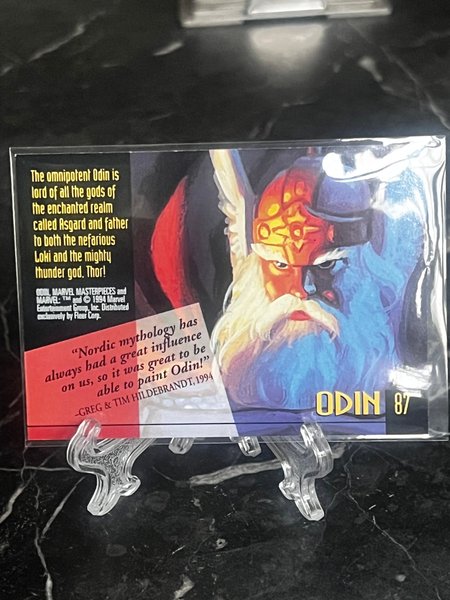 The omnipotent Odin is
lord of all the gods of
the enchanted realm
called Asgard and father
to both the nefarious
Loki and the mighty
thunder god, Thor!
ODIN, MARVEL MASTERPIECES and
MARVEL: ™ and © 1994 Marvel
Entertainment Group, Inc. Distributed
exclusively by Fleer Corp.
"Nordic mythology has
always had a great influence
on us, so it was great to be
able to paint Odin!"
-GREG & TIM HILDEBRANDT, 1994
ODIN 87